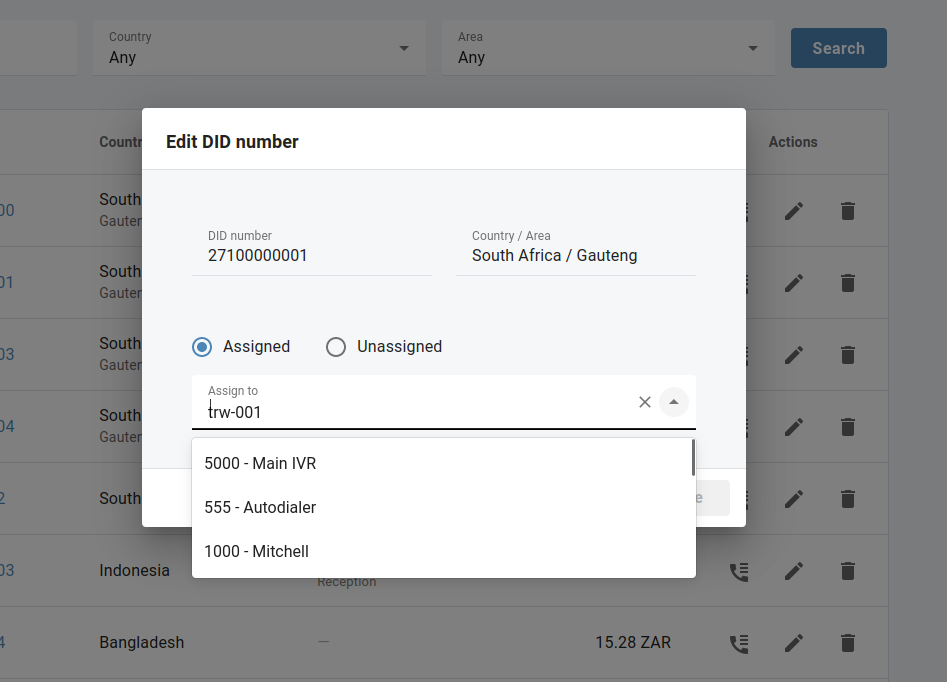 Country
Any
Area
Any
Search
Countr
Actions
Edit DID number
00
South
Gauten
DID number
27100000001
Country / Area
South Africa / Gauteng
01
South
Gauten
03
South
Gauten
Assigned
Unassigned
Assign to
trw-001
04
South
Gauten
5000 - Main IVR
2
South
e
555 - Autodialer
1000 - Mitchell
03
Indonesia
Reception
4
Bangladesh
—
15.28 ZAR